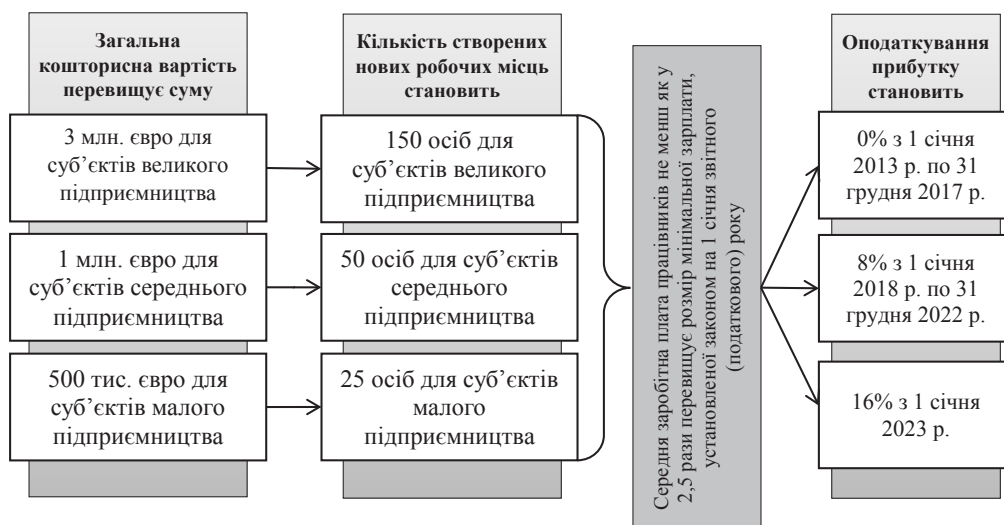 Загальна
кошторисна вартість
перевищує суму
3 млн. євро для
суб’єктів великого
підприємництва
1 млн. євро для
суб’єктів середнього
підприємництва
500 тис. євро для
суб’єктів малого
підприємництва
Кількість створених
нових робочих місць
становить
150 осіб для
суб’єктів великого
підприємництва
50 осіб для суб’єктів
середнього
підприємництва
25 осіб для суб’єктів
малого
підприємництва
Середня заробітна плата працівників не менш як у
2,5 рази перевищує розмір мінімальної зарплати,
установленої законом на 1 січня звітного
(податкового) року
Оподаткування
прибутку
становить
0% з 1 січня
2013 р. по 31
грудня 2017 р.
8% з 1 січня
2018 р. по 31
грудня 2022 р.
16% з 1 січня
2023 р.